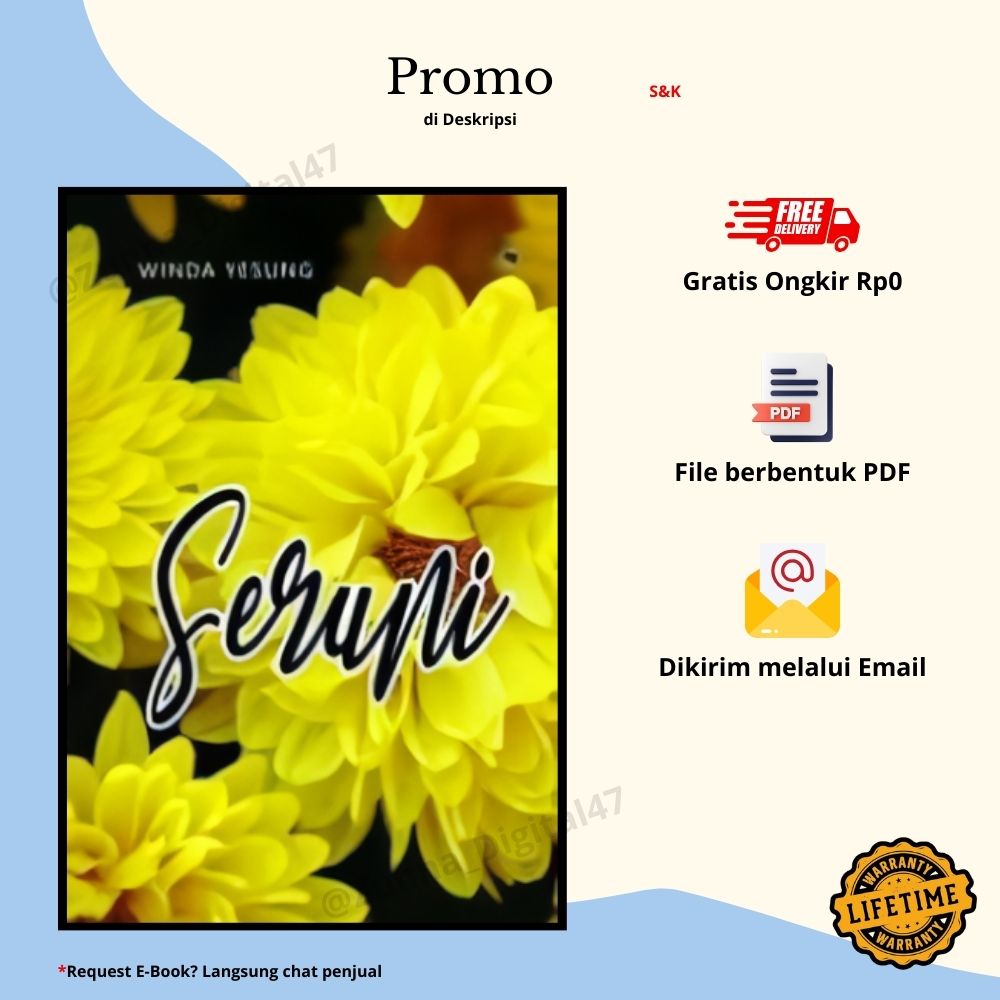 Promo
di Deskripsi
S&K
WINDA
Seruni
FREE
DELIVERY
Gratis Ongkir Rp0
PDF
File berbentuk PDF
@
Dikirim melalui Email
WARRANTY
LIFETIME
WARRANTY
*Request E-Book? Langsung chat penjual